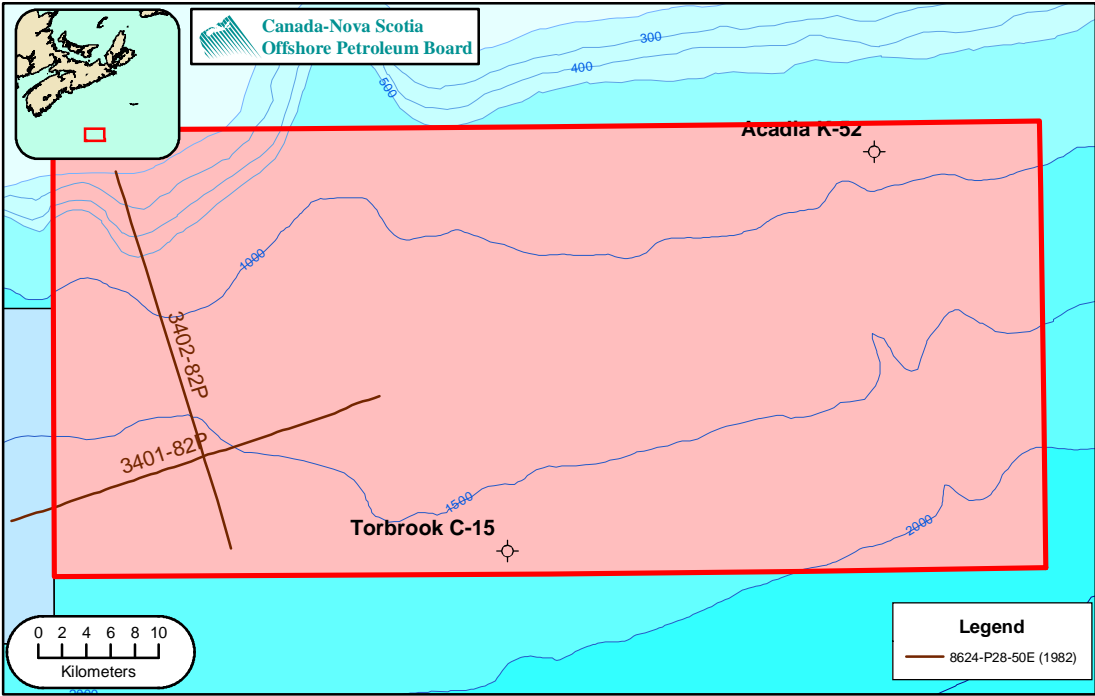 Canada-Nova Scotia
Offshore Petroleum Board
300
400
500
Acadia K-52
1000
3402-82P
3401-82P
1500
Torbrook C-15
2000
0 2 4 6 8 10
Kilometers
Legend
8624-P28-50E (1982)